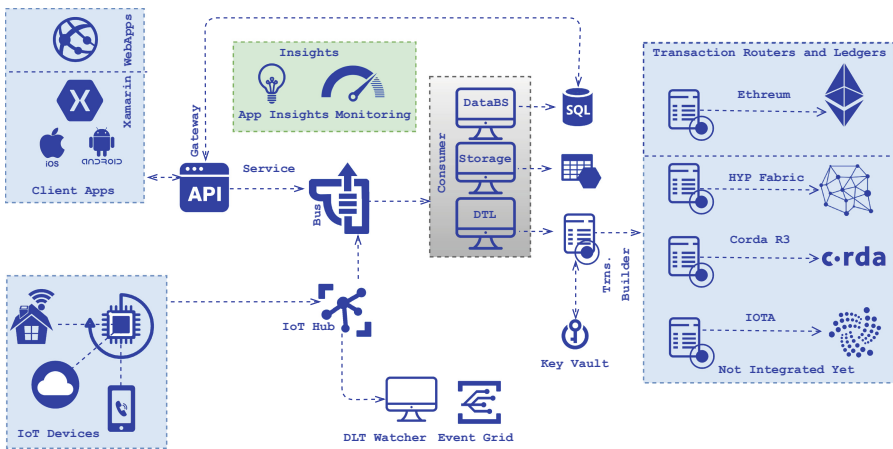 WebApps
Xamarin
iOS
ANDROID
Client Apps
Gateway
API
Service
Insights
App Insights Monitoring
Bus
Consumer
DataBS
Storage
DTL
SQL
Trns.
Builder
Key Vault
Transaction Routers and Ledgers
Ethreum
HYP Fabric
Corda R3
c·rda
IOTA
Not Integrated Yet
IoT Devices
IoT Hub
DLT Watcher
Event Grid